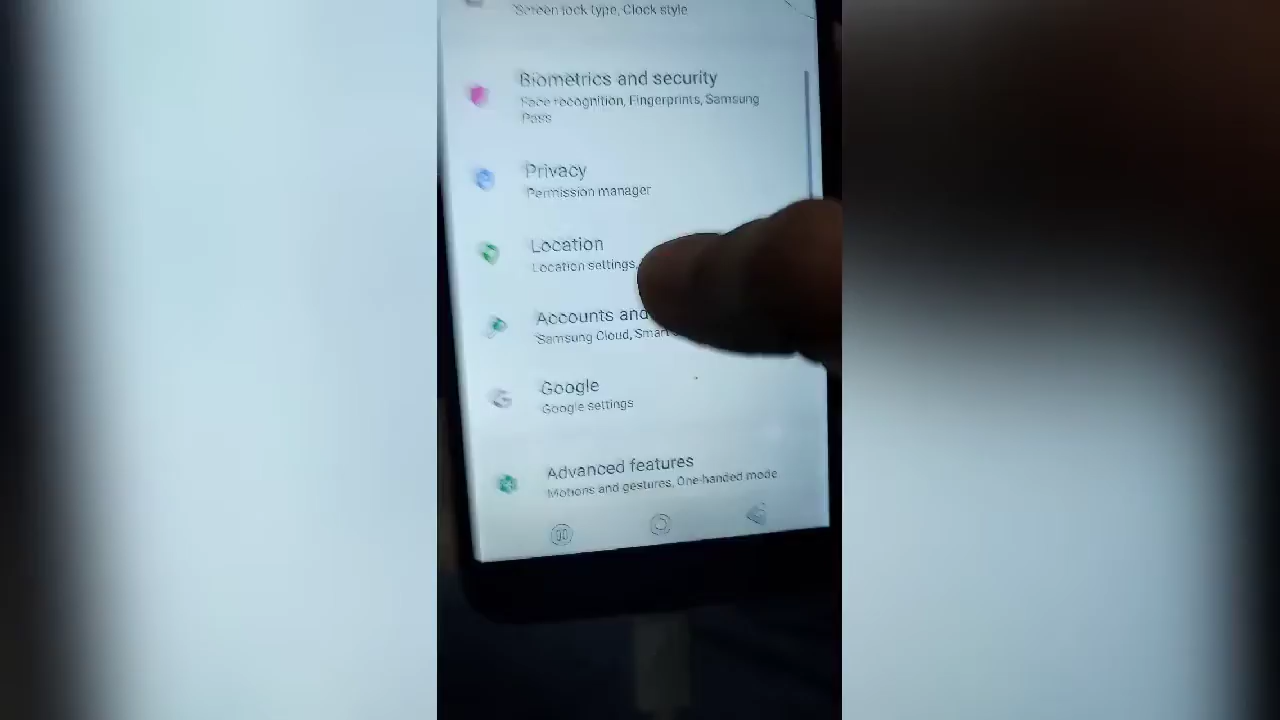 Screen lock type, Clock style
Biometrics and security
Face recognition, Fingerprints, Samsung
Pass
Privacy
Permission manager
Location
Location settings,
Accounts and
Samsung Cloud, Smart
Google
Google settings
Advanced features
Motions and gestures, One-handed mode